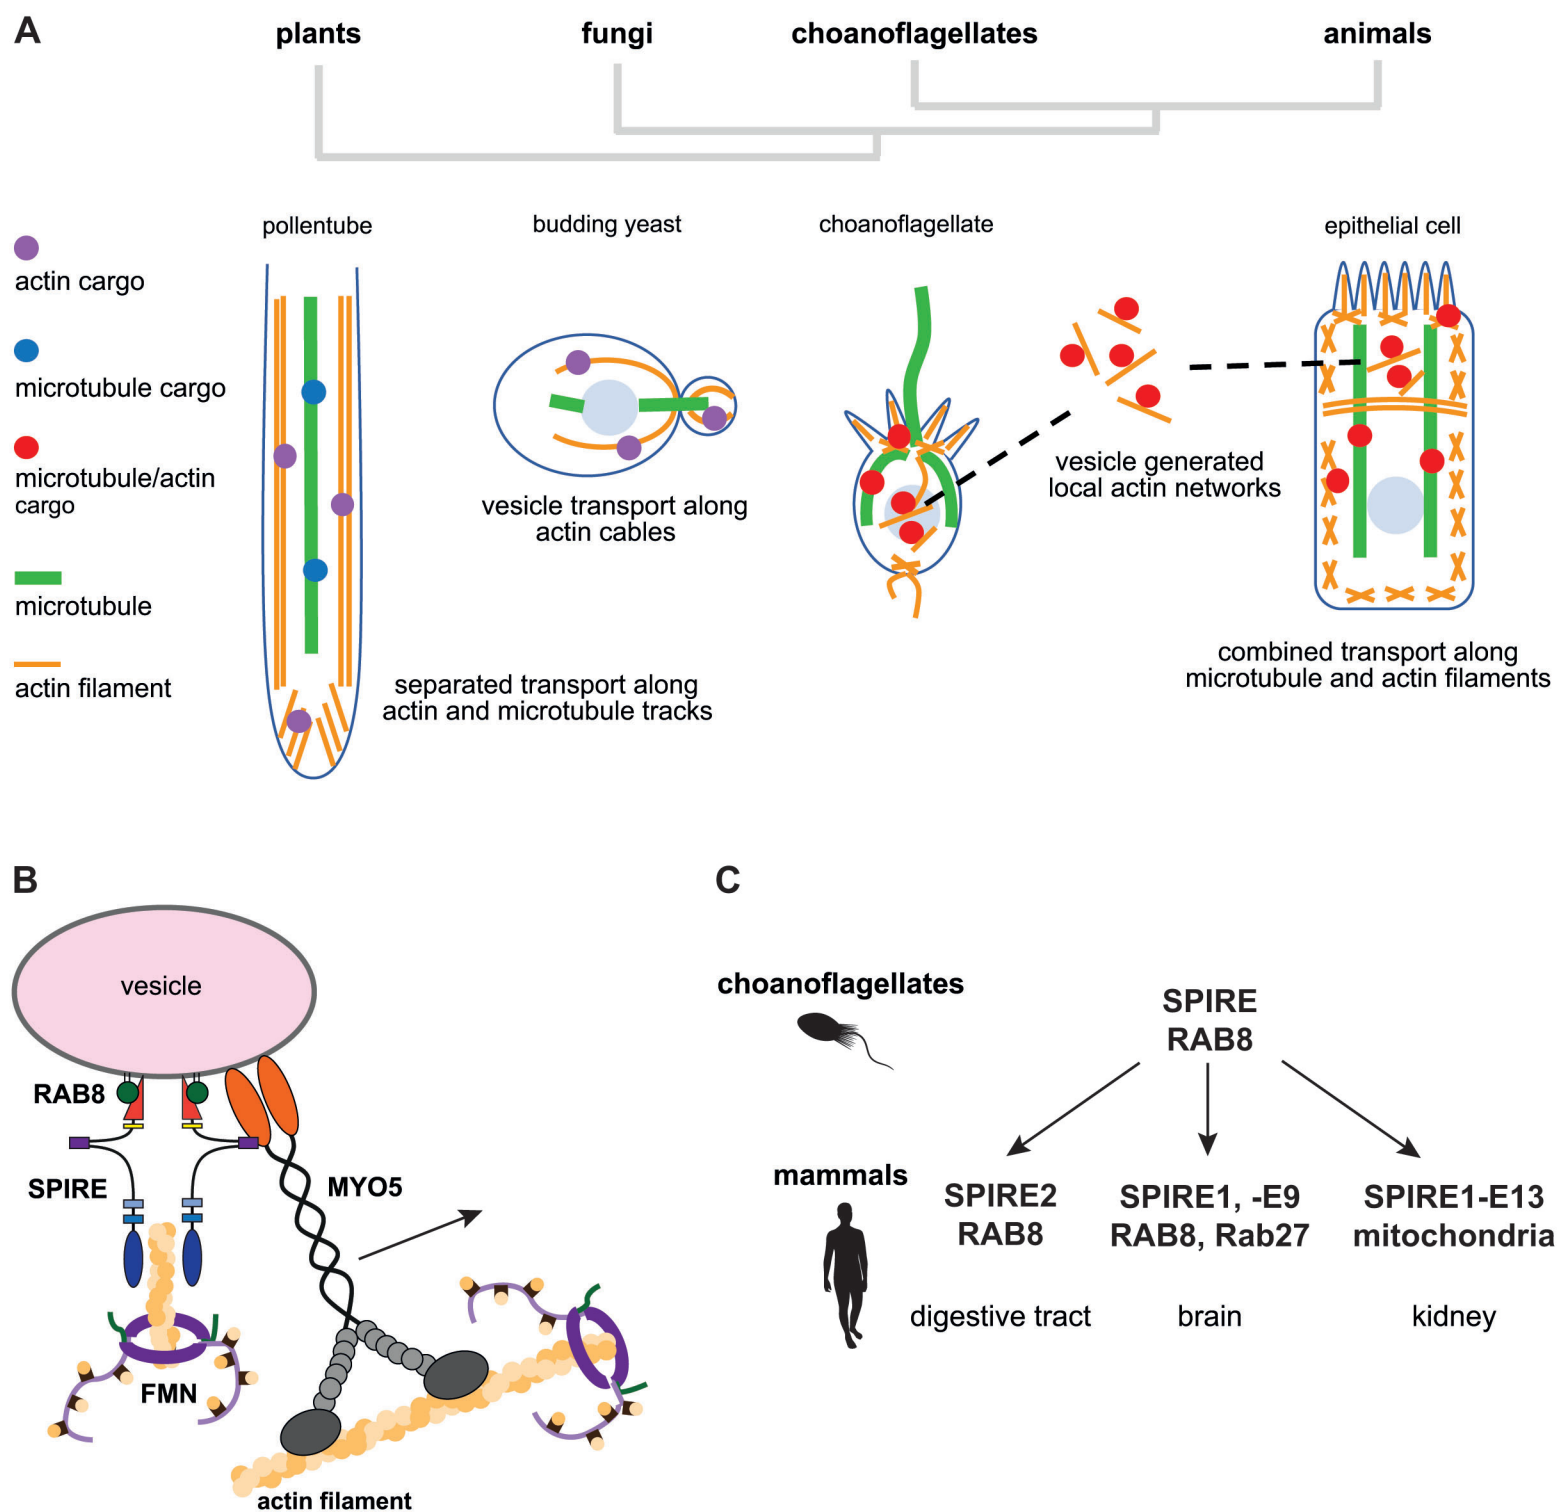 A
plants
fungi
choanoflagellates
animals
pollentube
budding yeast
choanoflagellate
epithelial cell
actin cargo
microtubule cargo
microtubule/actin
cargo
microtubule
actin filament
separated transport along
actin and microtubule tracks
vesicle transport along
actin cables
vesicle generated
local actin networks
combined transport along
microtubule and actin filaments
B
vesicle
RAB8
SPIRE
MYO5
FMN
actin filament
C
choanoflagellates
SPIRE
RAB8
mammals
SPIRE2
RAB8
SPIRE1, -E9
RAB8, Rab27
SPIRE1-E13
mitochondria
digestive tract
brain
kidney